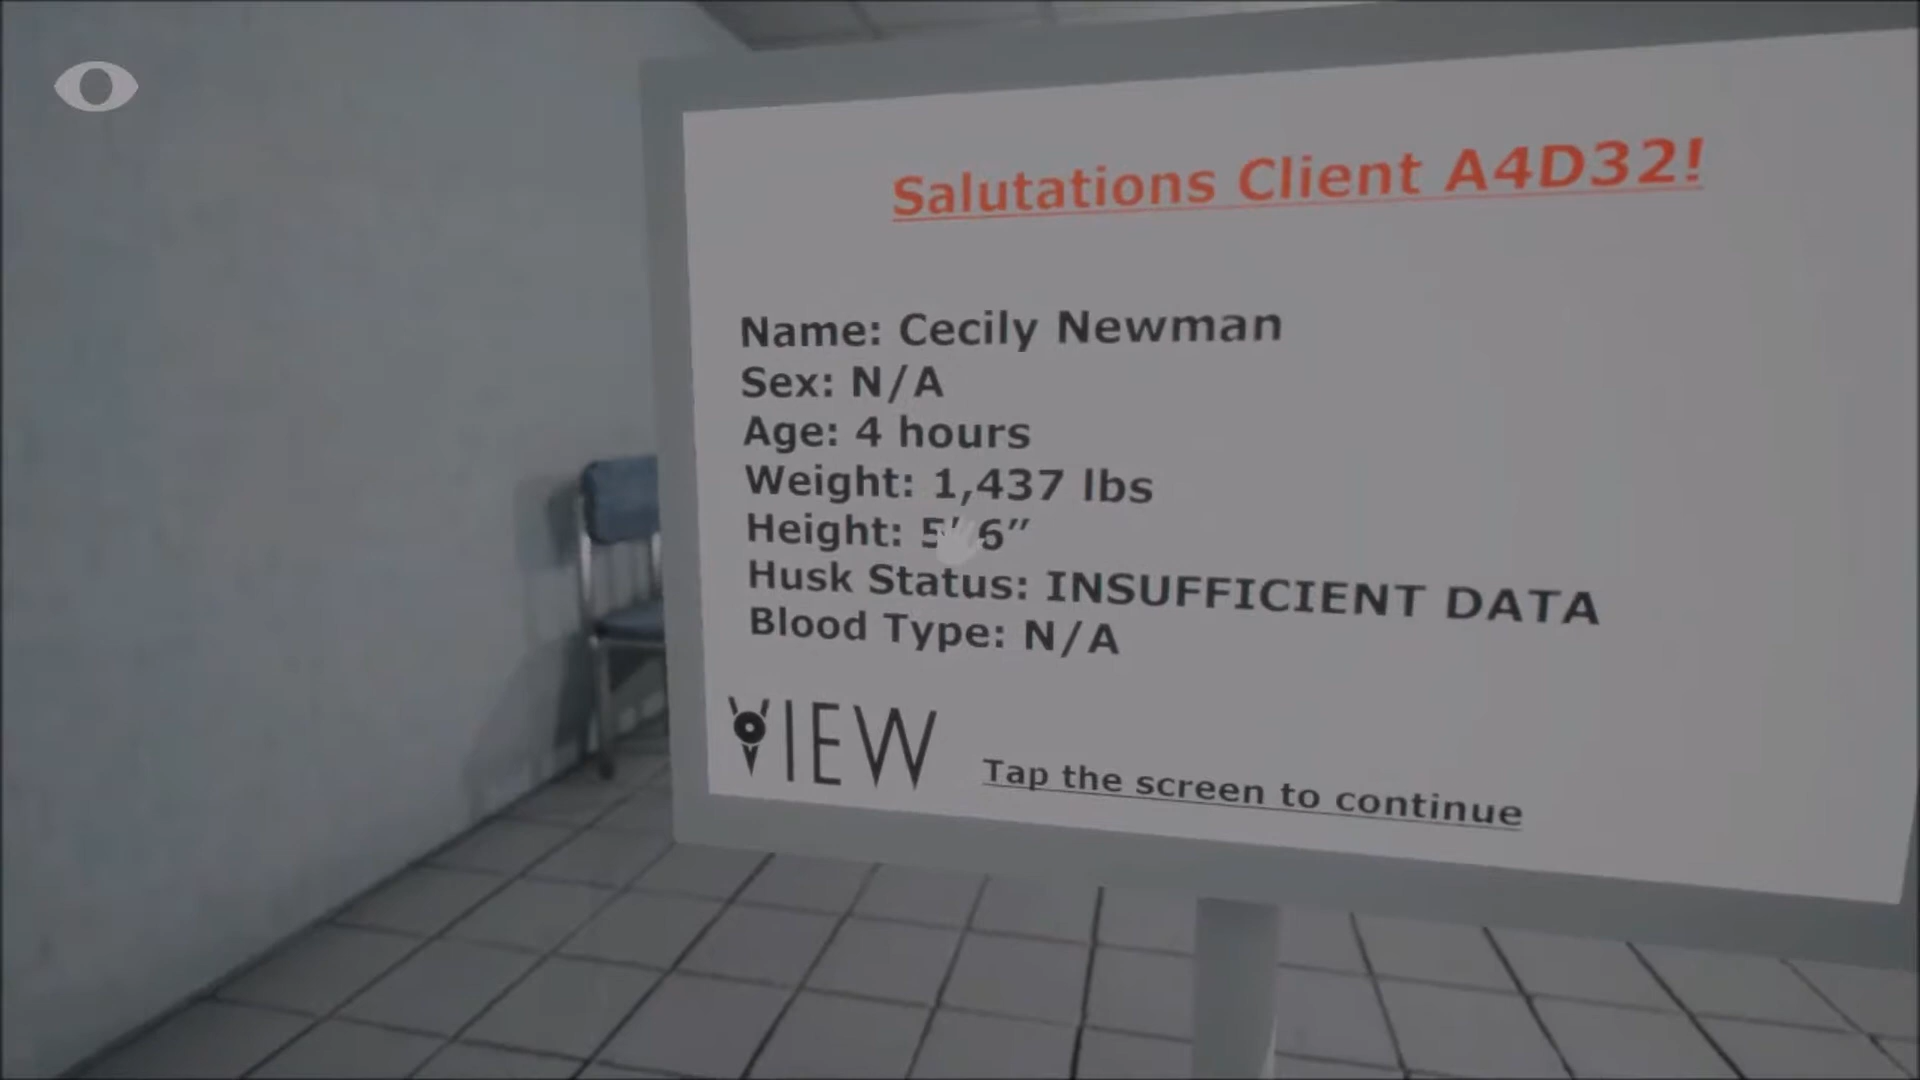 Salutations Client A4D32!
Name: Cecily Newman
Sex: N/A
Age: 4 hours
Weight: 1,437 lbs
Height: 5' 6”
Husk Status: INSUFFICIENT DATA
Blood Type: N/A
VIEW
Tap the screen to continue